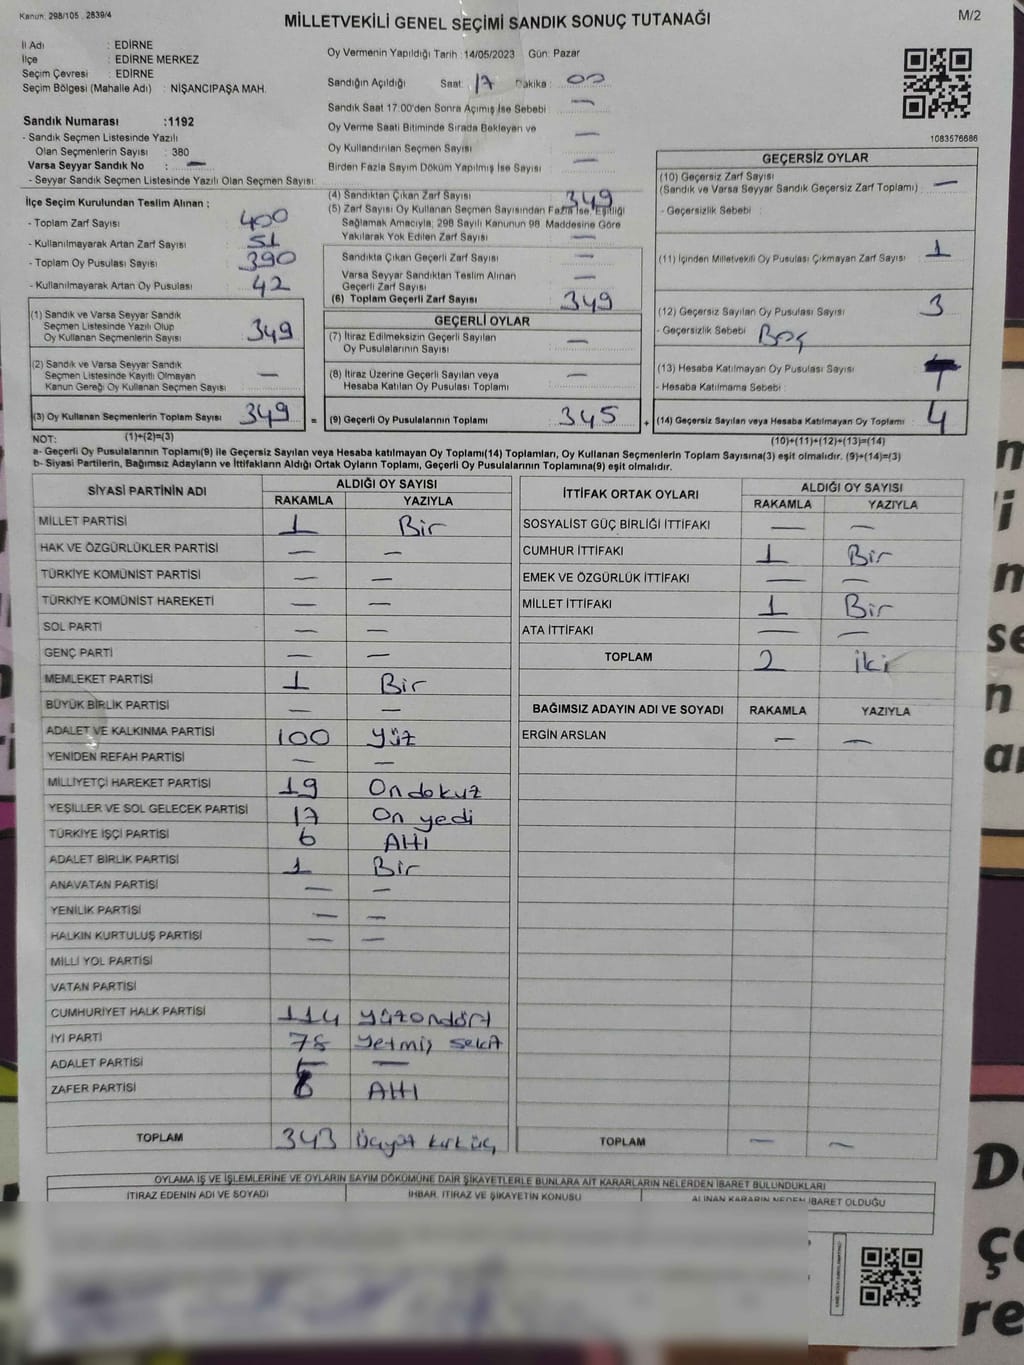 Kanun: 298/105 , 2839/4
MİLLETVEKİLİ GENEL SEÇİMİ SANDIK SONUÇ TUTANAĞI
M/2
İl Adı : EDİRNE
İlçe : EDİRNE MERKEZ
Seçim Çevresi : EDİRNE
Seçim Bölgesi (Mahalle Adı) : NİŞANCIPAŞA MAH.
Sandık Numarası :1192
- Sandık Seçmen Listesinde Yazılı
Olan Seçmenlerin Sayısı : 380
Varsa Seyyar Sandık No : —
- Seyyar Sandık Seçmen Listesinde Yazılı Olan Seçmen Sayısı:
Oy Vermenin Yapıldığı Tarih :14/05/2023 Gün: Pazar
Sandığın Açıldığı Saat: 17 Dakika : 00
Sandık Saat 17:00'den Sonra Açımış İse Sebebi : —
Oy Verme Saati Bitiminde Sırada Bekleyen ve
Oy Kullandırılan Seçmen Sayısı : —
Birden Fazla Sayım Döküm Yapılmış İse Sayısı : —
1083576686
İlçe Seçim Kurulundan Teslim Alınan :
- Toplam Zarf Sayısı : 400
- Kullanılmayarak Artan Zarf Sayısı : 51
- Toplam Oy Pusulası Sayısı : 390
- Kullanılmayarak Artan Oy Pusulası : 42
(1) Sandık ve Varsa Seyyar Sandık
Seçmen Listesinde Yazılı Olup
Oy Kullanan Seçmenlerin Sayısı : 349
(2) Sandık ve Varsa Seyyar Sandık
Seçmen Listesinde Kayıtlı Olmayan
Kanun Gereği Oy Kullanan Seçmen Sayısı : —
(3) Oy Kullanan Seçmenlerin Toplam Sayısı 349 =
(4) Sandıktan Çıkan Zarf Sayısı : 349
(5) Zarf Sayısı Oy Kullanan Seçmen Sayısından Fazla İse, Eşitliği
Sağlamak Amacıyla; 298 Sayılı Kanunun 98. Maddesine Göre
Yakılarak Yok Edilen Zarf Sayısı : —
Sandıkta Çıkan Geçerli Zarf Sayısı : —
Varsa Seyyar Sandıktan Teslim Alınan
Geçerli Zarf Sayısı : —
(6) Toplam Geçerli Zarf Sayısı : 349
GEÇERLİ OYLAR
(7) İtiraz Edilmeksizin Geçerli Sayılan
Oy Pusulalarının Sayısı : —
(8) İtiraz Üzerine Geçerli Sayılan veya
Hesaba Katılan Oy Pusulası Toplamı : —
(9) Geçerli Oy Pusulalarının Toplamı 345 +
GEÇERSİZ OYLAR
(10) Geçersiz Zarf Sayısı
(Sandık ve Varsa Seyyar Sandık Geçersiz Zarf Toplamı) : —
- Geçersizlik Sebebi :
(11) İçinden Milletvekili Oy Pusulası Çıkmayan Zarf Sayısı : 1
(12) Geçersiz Sayılan Oy Pusulası Sayısı : 3
- Geçersizlik Sebebi : Boş
(13) Hesaba Katılmayan Oy Pusulası Sayısı :
- Hesaba Katılmama Sebebi :
(14) Geçersiz Sayılan veya Hesaba Katılmayan Oy Toplamı : 4
NOT: (1)+(2)=(3) (10)+(11)+(12)+(13)=(14)
a- Geçerli Oy Pusulalarının Toplamı(9) ile Geçersiz Sayılan veya Hesaba katılmayan Oy Toplamı(14) Toplamları, Oy Kullanan Seçmenlerin Toplam Sayısına(3) eşit olmalıdır. (9)+(14)=(3)
b- Siyasi Partilerin, Bağımsız Adayların ve İttifakların Aldığı Ortak Oyların Toplamı, Geçerli Oy Pusulalarının Toplamına(9) eşit olmalıdır.
SİYASİ PARTİNİN ADI ALDIĞI OY SAYISI
RAKAMLA YAZIYLA
MİLLET PARTİSİ 1 Bir
HAK VE ÖZGÜRLÜKLER PARTİSİ — —
TÜRKİYE KOMÜNİST PARTİSİ — —
TÜRKİYE KOMÜNİST HAREKETİ — —
SOL PARTİ — —
GENÇ PARTİ — —
MEMLEKET PARTİSİ 1 Bir
BÜYÜK BİRLİK PARTİSİ — —
ADALET VE KALKINMA PARTİSİ 100 yüz
YENİDEN REFAH PARTİSİ — —
MİLLİYETÇİ HAREKET PARTİSİ 19 On dokuz
YEŞİLLER VE SOL GELECEK PARTİSİ 17 On yedi
TÜRKİYE İŞÇİ PARTİSİ 6 Altı
ADALET BİRLİK PARTİSİ 1 Bir
ANAVATAN PARTİSİ — —
YENİLİK PARTİSİ — —
HALKIN KURTULUŞ PARTİSİ — —
MİLLİ YOL PARTİSİ
VATAN PARTİSİ
CUMHURİYET HALK PARTİSİ 114 yüzondört
İYİ PARTİ 78 yetmiş sekiz
ADALET PARTİSİ — —
ZAFER PARTİSİ 6 Altı
TOPLAM 343 Üçyüz kırk üç
İTTİFAK ORTAK OYLARI ALDIĞI OY SAYISI
RAKAMLA YAZIYLA
SOSYALİST GÜÇ BİRLİĞİ İTTİFAKI — —
CUMHUR İTTİFAKI 1 Bir
EMEK VE ÖZGÜRLÜK İTTİFAKI — —
MİLLET İTTİFAKI 1 Bir
ATA İTTİFAKI — —
TOPLAM 2 iki
BAĞIMSIZ ADAYIN ADI VE SOYADI RAKAMLA YAZIYLA
ERGİN ARSLAN — —
TOPLAM — —
OYLAMA İŞ VE İŞLEMLERİNE VE OYLARIN SAYIM DÖKÜMÜNE DAİR ŞİKAYETLERLE BUNLARA AİT KARARLARIN NELERDEN İBARET BULUNDUKLARI
İTİRAZ EDENİN ADI VE SOYADI İHBAR, İTİRAZ VE ŞİKAYETİN KONUSU ALINAN KARARIN NEDEN İBARET OLDUĞU